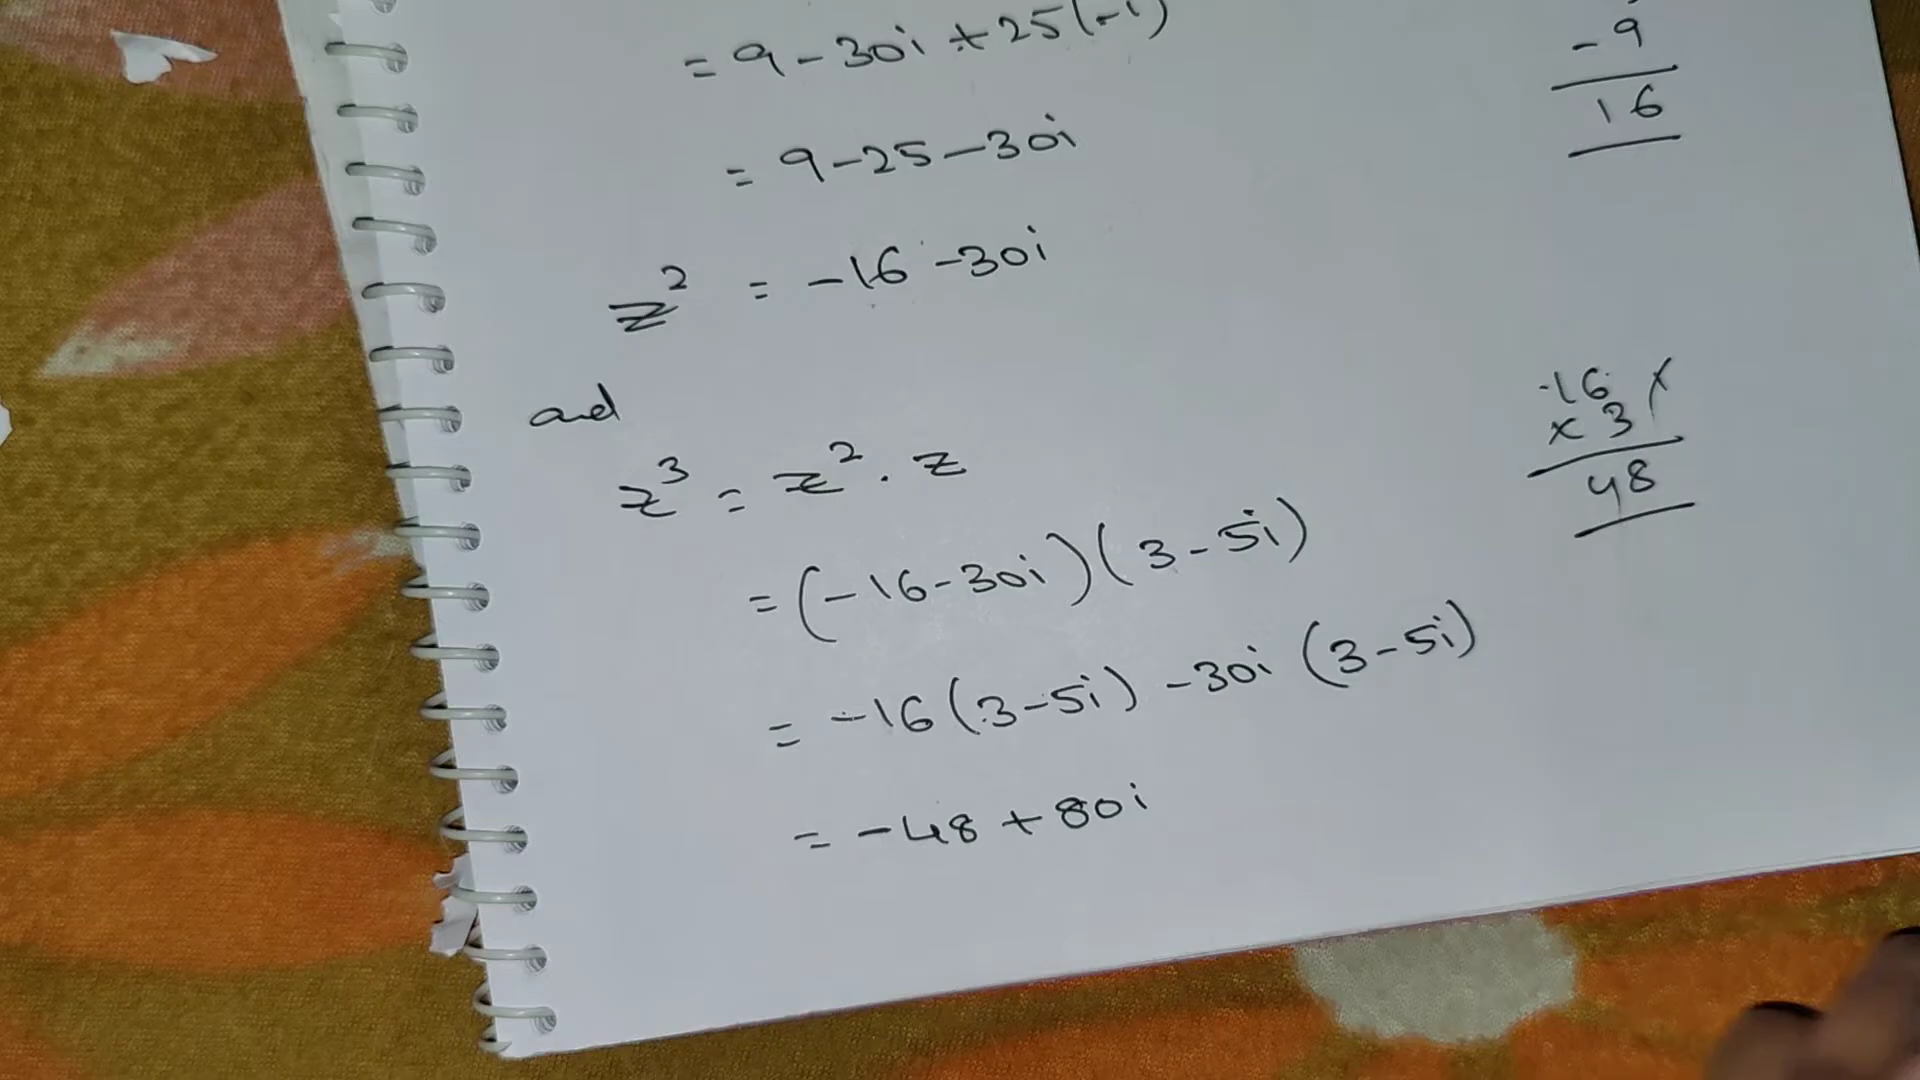 = 9 - 30i + 25(-1)
= 9 - 25 - 30i
z² = -16 - 30i
and
z³ = z² . z
= (-16 - 30i)(3 - 5i)
= -16(3 - 5i) - 30i (3 - 5i)
= -48 + 80i
- 9
16
16 x
x 3
48